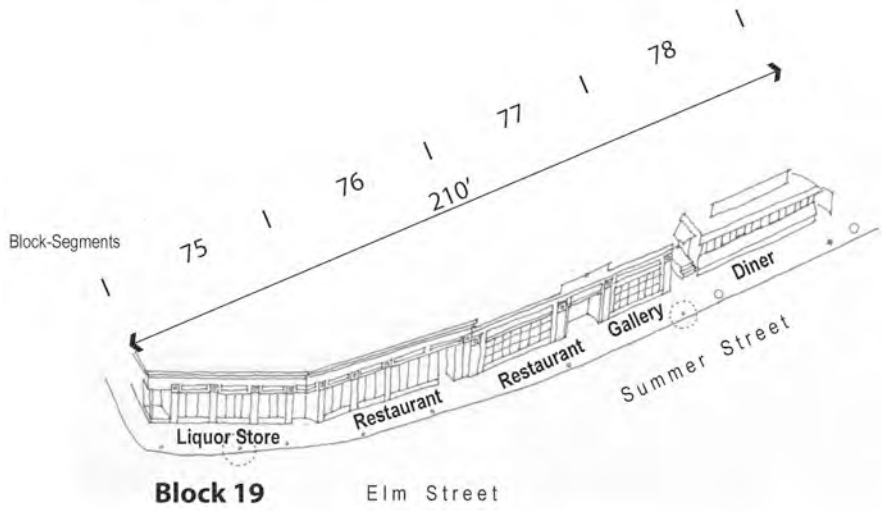 78
77
76
210'
75
Block-Segments
Diner
Gallery
Restaurant
Restaurant
Liquor Store
Summer Street
Block 19
Elm Street